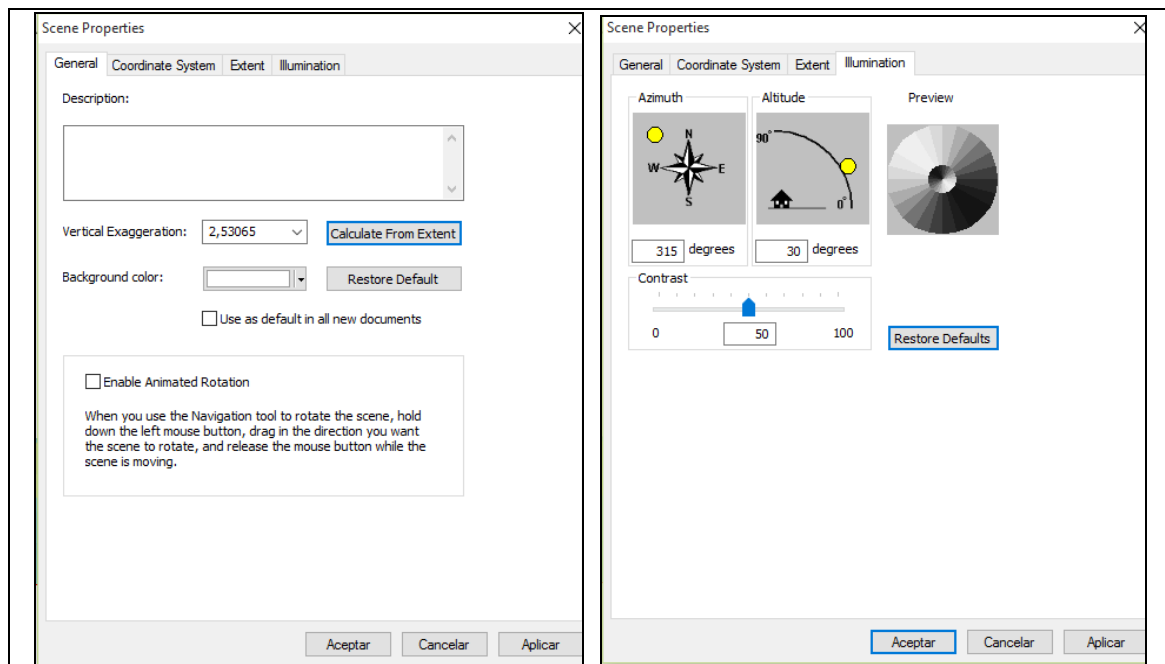 Scene Properties
General Coordinate System Extent Illumination
Description:
Vertical Exaggeration: 2,53065 Calculate From Extent
Background color: Restore Default
Use as default in all new documents
Enable Animated Rotation
When you use the Navigation tool to rotate the scene, hold
down the left mouse button, drag in the direction you want
the scene to rotate, and release the mouse button while the
scene is moving.
Aceptar Cancelar Aplicar
Scene Properties
General Coordinate System Extent Illumination
Azimuth Altitude Preview
N
W E
S
90°
0°
315 degrees 30 degrees
Contrast
0 50 100
Restore Defaults
Aceptar Cancelar Aplicar